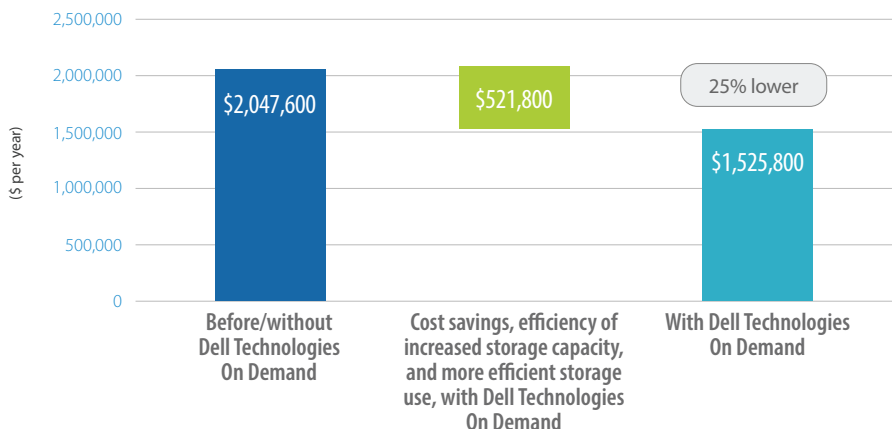 2,500,000
2,000,000
1,500,000
1,000,000
500,000
0
($ per year)
$2,047,600
$521,800
25% lower
$1,525,800
Before/without
Dell Technologies
On Demand
Cost savings, efficiency of
increased storage capacity,
and more efficient storage
use, with Dell Technologies
On Demand
With Dell Technologies
On Demand